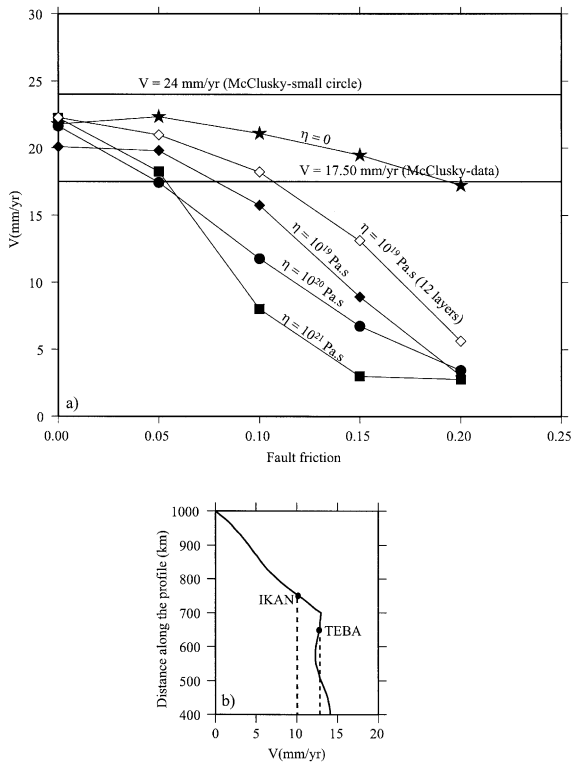 30
25
20
15
10
5
0
V(mm/yr)
V = 24 mm/yr (McClusky-small circle)
η = 0
V = 17.50 mm/yr (McClusky-data)
η = 10¹⁹ Pa.s (12 layers)
η = 10¹⁹ Pa.s
η = 10²⁰ Pa.s
η = 10²¹ Pa.s
a)
0.00 0.05 0.10 0.15 0.20 0.25
Fault friction
1000
900
800
700
600
500
400
Distance along the profile (km)
IKAN
TEBA
b)
0 5 10 15 20
V(mm/yr)